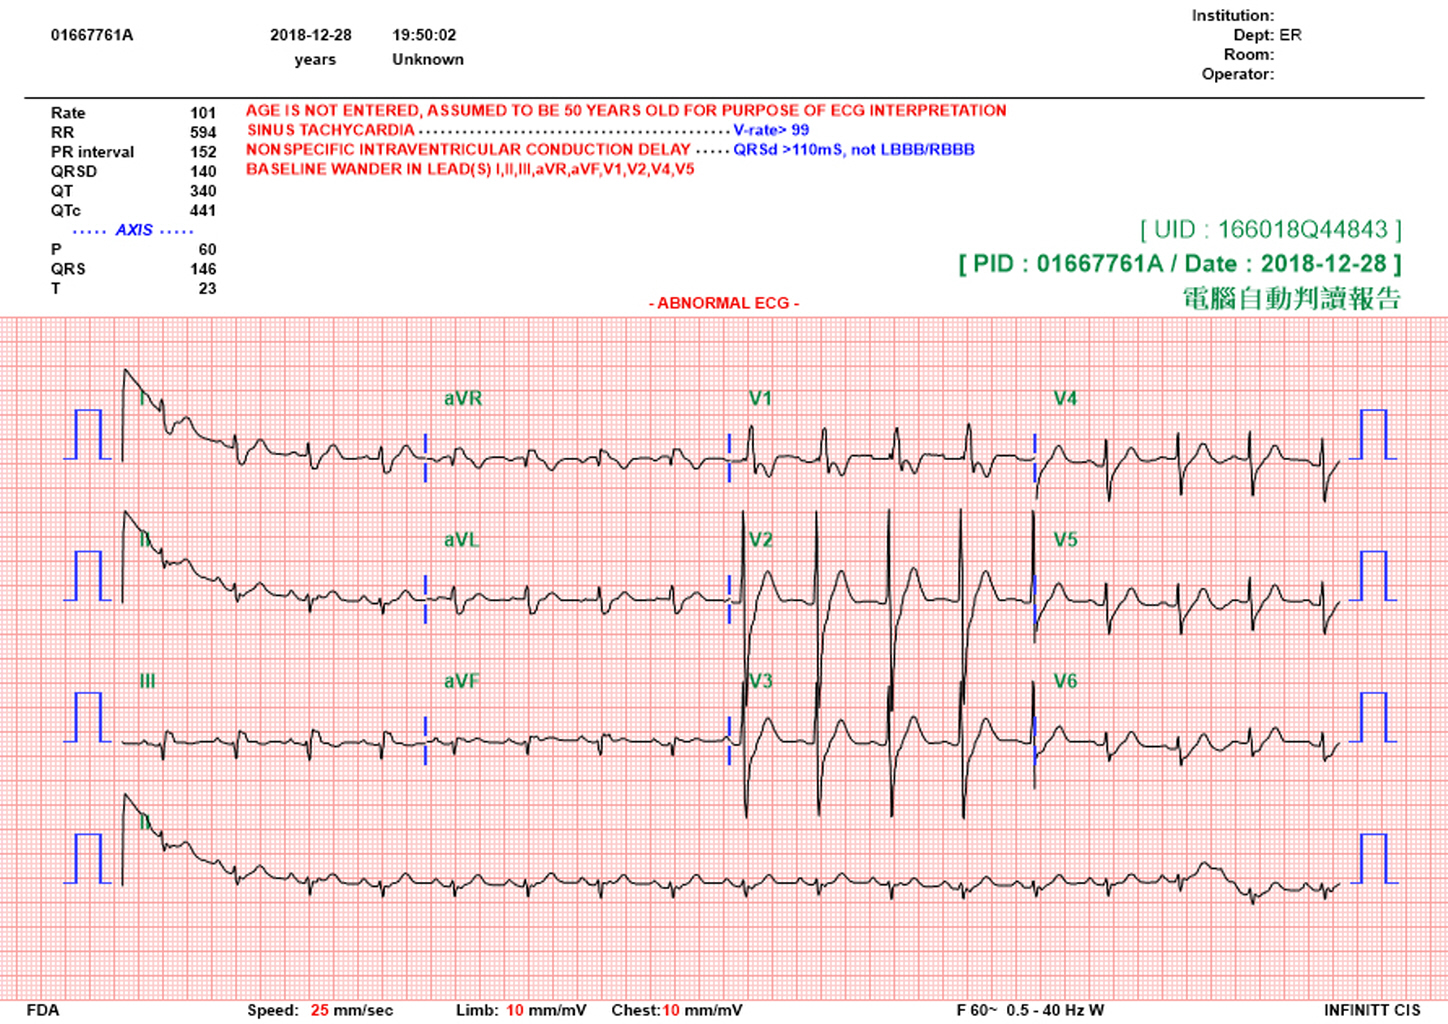 Institution:
01667761A 2018-12-28 19:50:02 Dept: ER
years Unknown Room:
Operator:
Rate 101 AGE IS NOT ENTERED, ASSUMED TO BE 50 YEARS OLD FOR PURPOSE OF ECG INTERPRETATION
RR 594 SINUS TACHYCARDIA ........................................... V-rate> 99
PR interval 152 NONSPECIFIC INTRAVENTRICULAR CONDUCTION DELAY ..... QRSd >110mS, not LBBB/RBBB
QRSD 140 BASELINE WANDER IN LEAD(S) I,II,III,aVR,aVF,V1,V2,V4,V5
QT 340
QTc 441
····· AXIS ·····
[ UID : 166018Q44843 ]
P 60
[ PID : 01667761A / Date : 2018-12-28 ]
QRS 146
T 23
電腦自動判讀報告
- ABNORMAL ECG -
I aVR V1 V4
II aVL V2 V5
III aVF V3 V6
II
FDA Speed: 25 mm/sec Limb: 10 mm/mV Chest:10 mm/mV F 60~ 0.5 - 40 Hz W INFINITT CIS